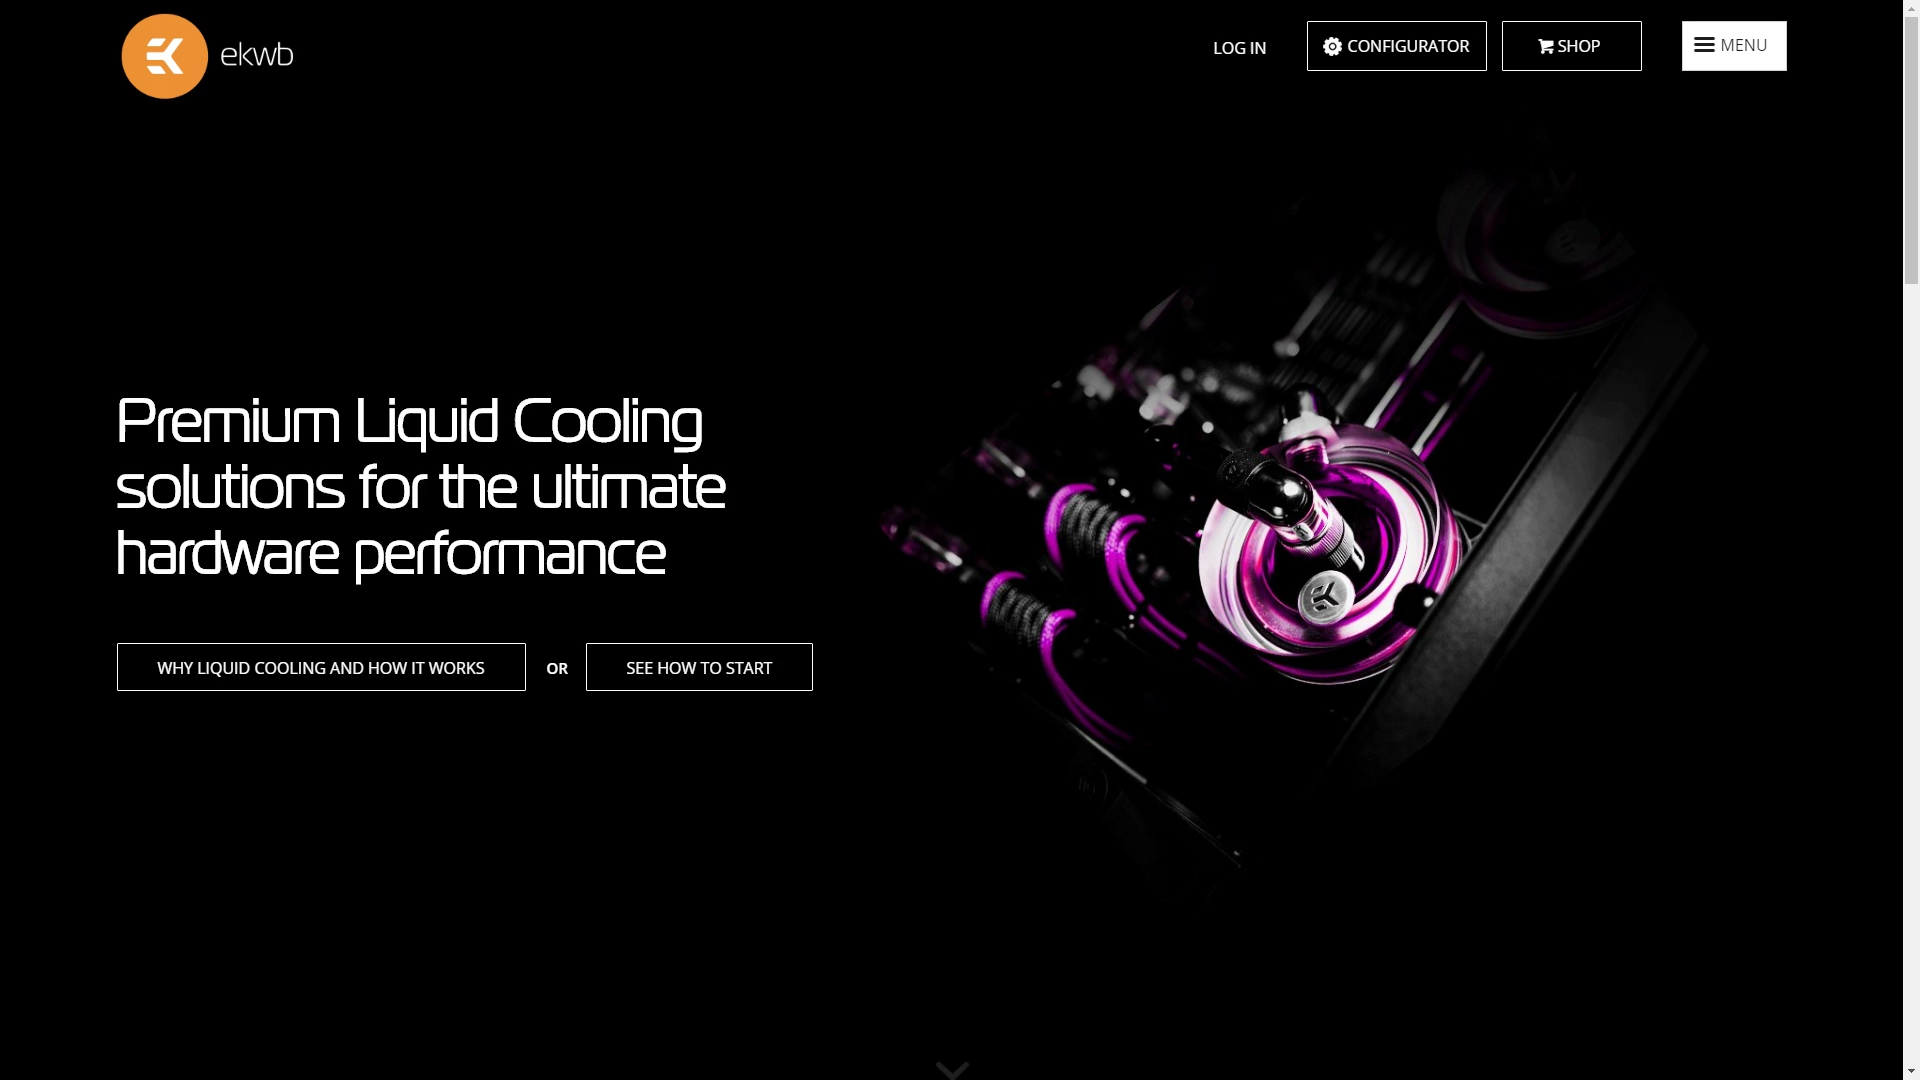 ekwb
LOG IN
CONFIGURATOR
SHOP
MENU
Premium Liquid Cooling
solutions for the ultimate
hardware performance
WHY LIQUID COOLING AND HOW IT WORKS
OR
SEE HOW TO START